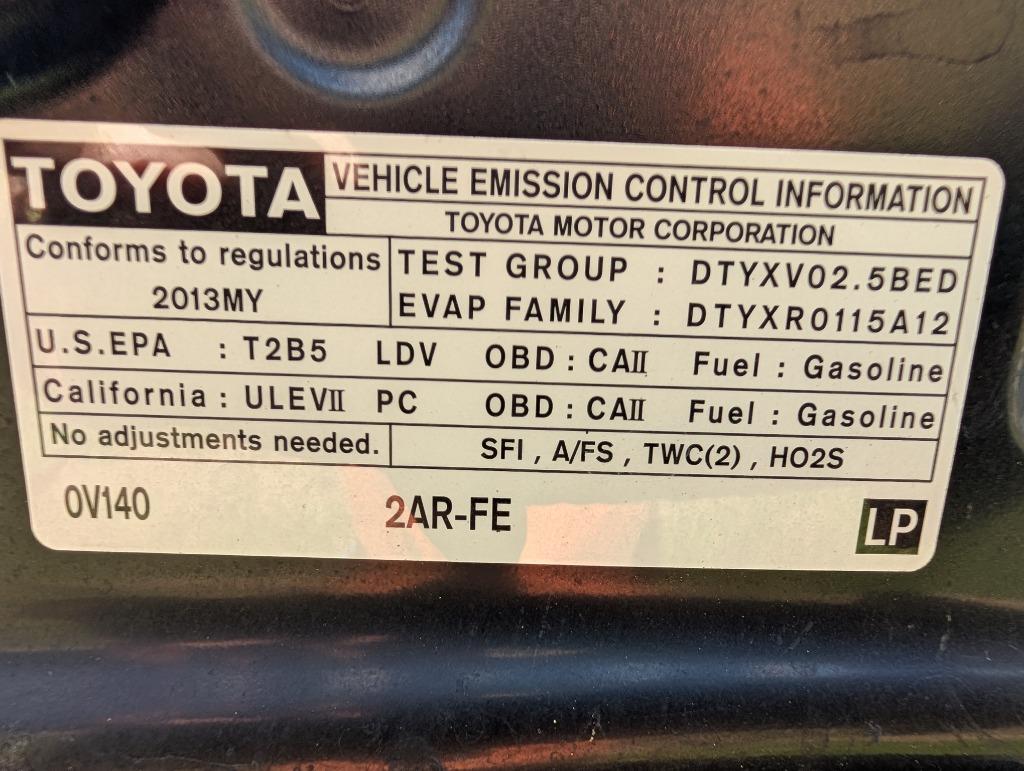 TOYOTA VEHICLE EMISSION CONTROL INFORMATION
TOYOTA MOTOR CORPORATION
Conforms to regulations
2013MY
TEST GROUP : DTYXV02.5BED
EVAP FAMILY : DTYXR0115A12
U.S.EPA : T2B5 LDV OBD : CAII Fuel : Gasoline
California : ULEVII PC OBD : CAII Fuel : Gasoline
No adjustments needed. SFI , A/FS , TWC(2) , HO2S
0V140 2AR-FE LP